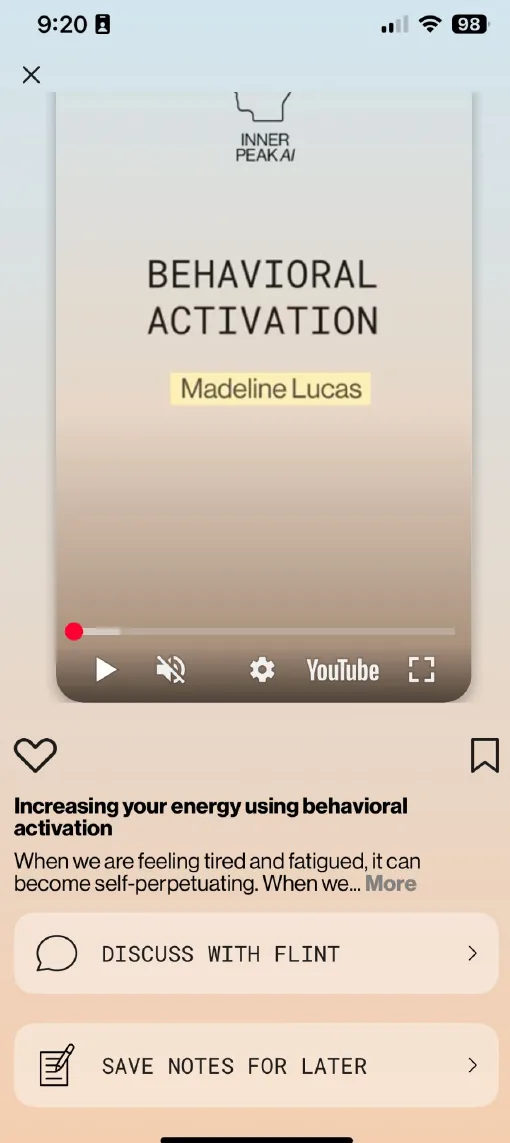 9:20
98
INNER
PEAK AI
BEHAVIORAL
ACTIVATION
Madeline Lucas
YouTube
Increasing your energy using behavioral
activation
When we are feeling tired and fatigued, it can
become self-perpetuating. When we... More
DISCUSS WITH FLINT
SAVE NOTES FOR LATER